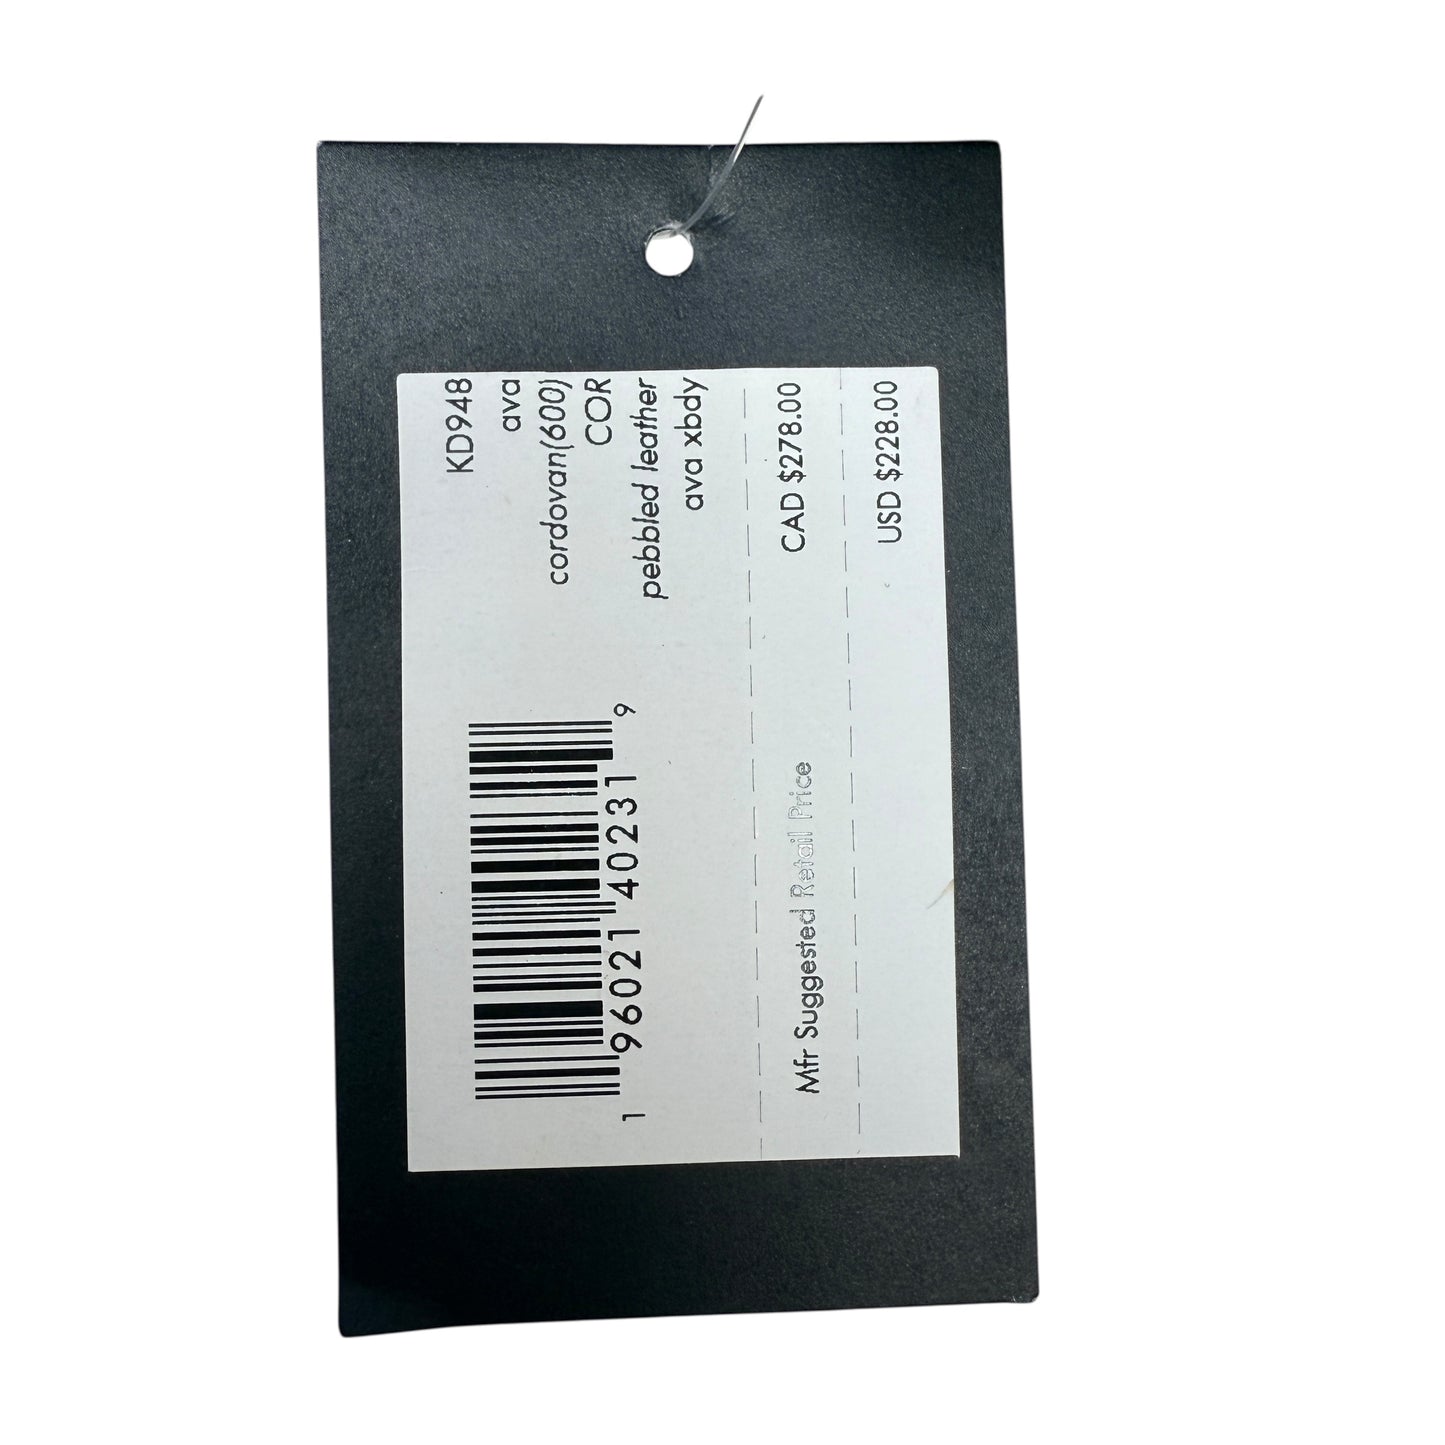 KD948
ava
cordovan(600)
COR
pebbled leather
ava xbdy
1 96021 40231 9
Mfr Suggested Retail Price CAD $278.00
USD $228.00